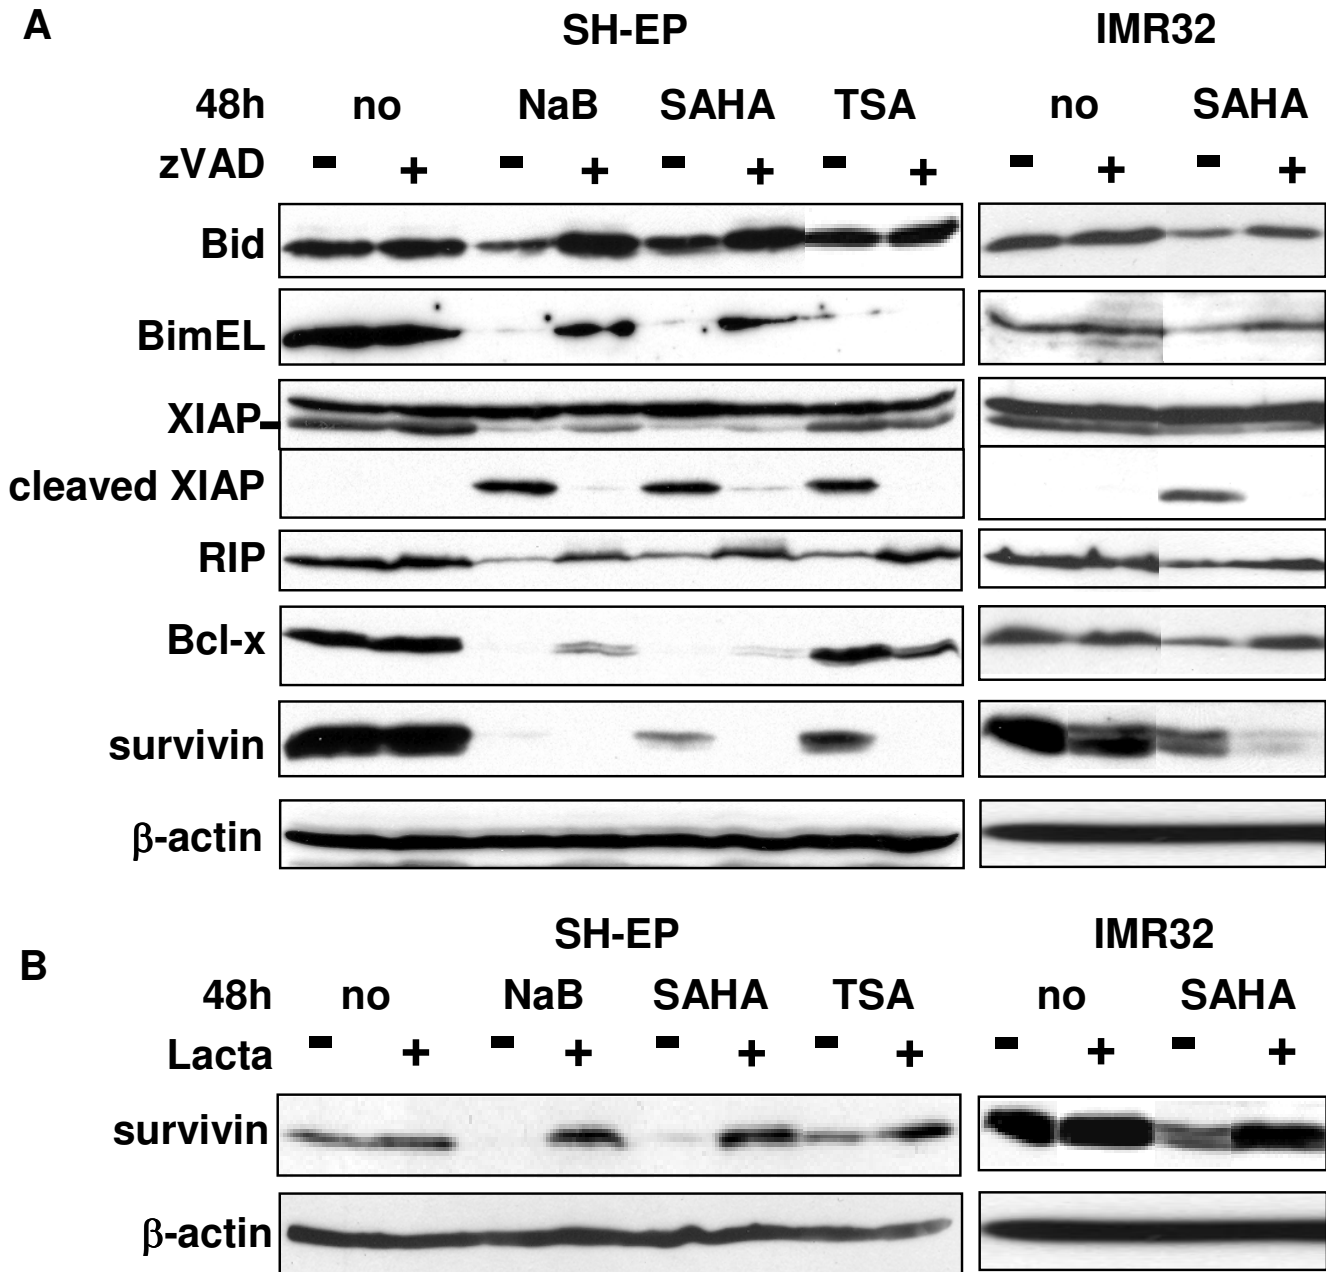 A
SH-EP IMR32
48h no NaB SAHA TSA no SAHA
zVAD - + - + - + - + - + - +
Bid
BimEL
XIAP-
cleaved XIAP
RIP
Bcl-x
survivin
β-actin
SH-EP IMR32
B
48h no NaB SAHA TSA no SAHA
Lacta - + - + - + - + - + - +
survivin
β-actin